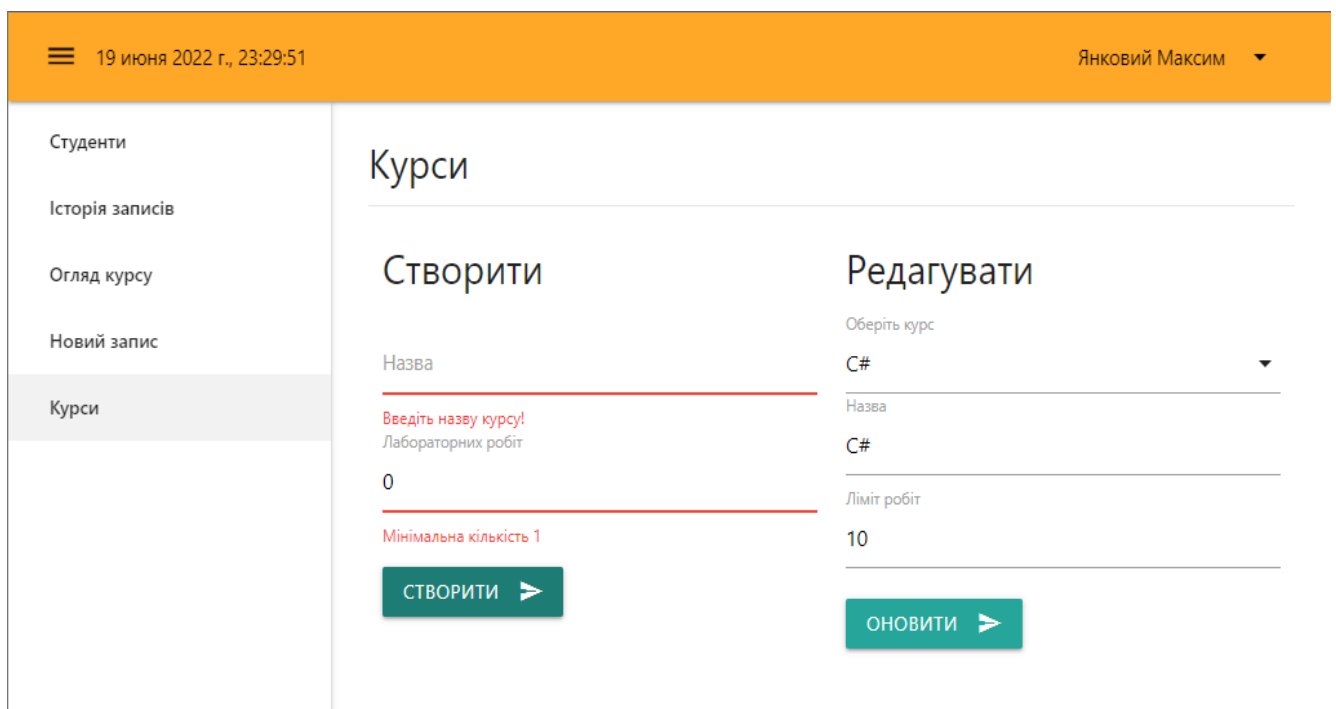 19 июня 2022 г., 23:29:51
Янковий Максим
Студенти
Історія записів
Огляд курсу
Новий запис
Курси
Курси
Створити
Назва
Введіть назву курсу!
Лабораторних робіт
0
Мінімальна кількість 1
СТВОРИТИ
Редагувати
Оберіть курс
C#
Назва
C#
Ліміт робіт
10
ОНОВИТИ